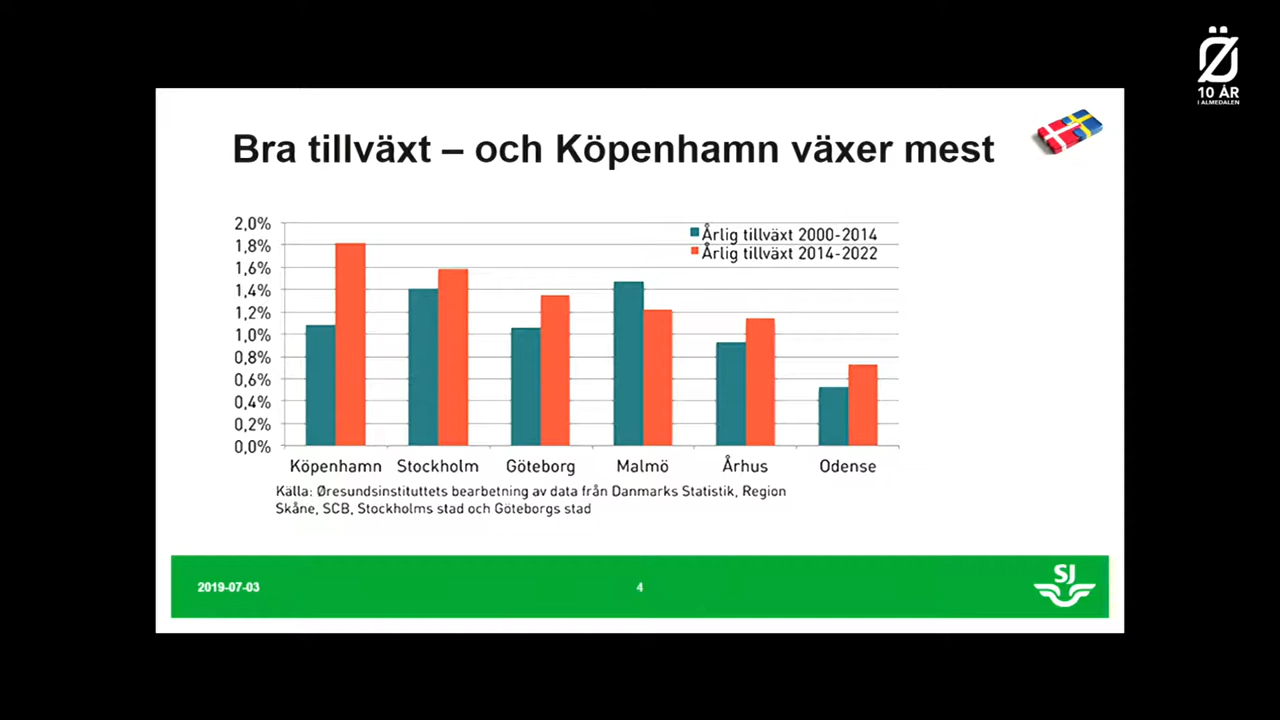 10 ÅR
I ALMEDALEN
Bra tillväxt – och Köpenhamn växer mest
2,0%
1,8%
1,6%
1,4%
1,2%
1,0%
0,8%
0,6%
0,4%
0,2%
0,0%
Årlig tillväxt 2000-2014
Årlig tillväxt 2014-2022
Köpenhamn Stockholm Göteborg Malmö Århus Odense
Källa: Øresundsinstituttets bearbetning av data från Danmarks Statistik, Region
Skåne, SCB, Stockholms stad och Göteborgs stad
2019-07-03 4 SJ